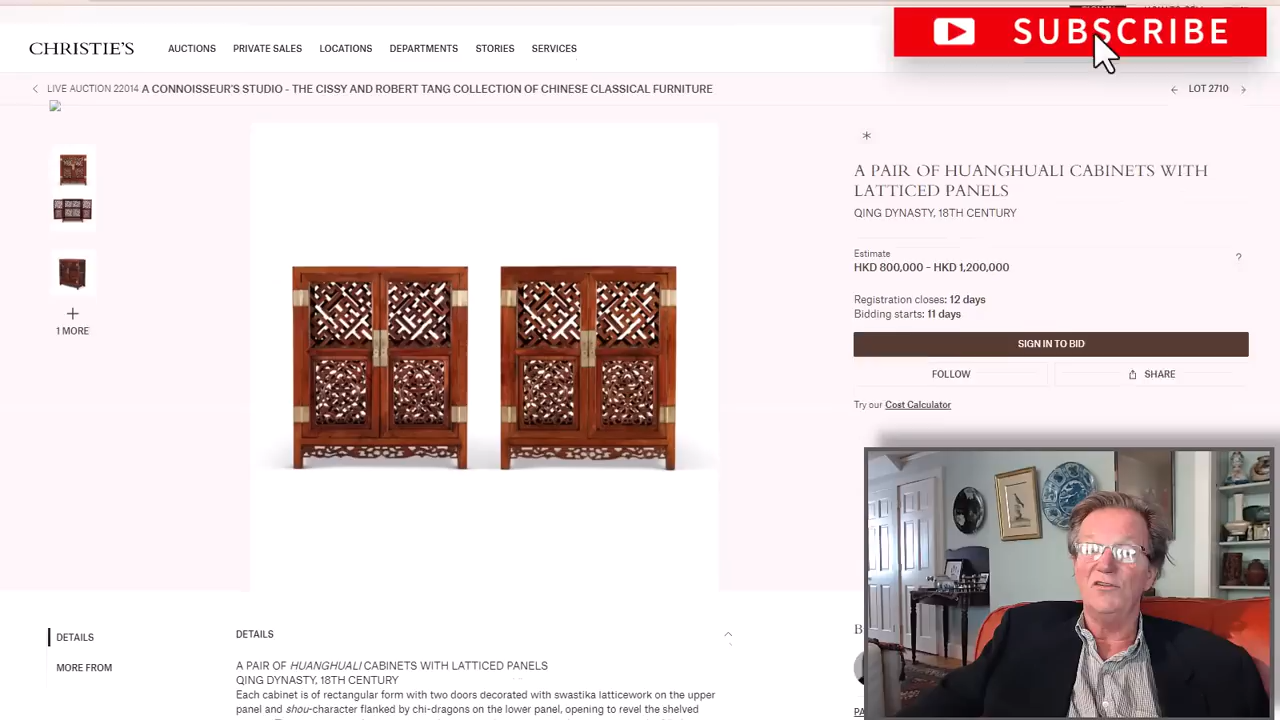 SUBSCRIBE
CHRISTIE'S
AUCTIONS PRIVATE SALES LOCATIONS DEPARTMENTS STORIES SERVICES
LIVE AUCTION 22014 A CONNOISSEUR'S STUDIO - THE CISSY AND ROBERT TANG COLLECTION OF CHINESE CLASSICAL FURNITURE
LOT 2710
*
A PAIR OF HUANGHUALI CABINETS WITH
LATTICED PANELS
QING DYNASTY, 18TH CENTURY
Estimate
HKD 800,000 - HKD 1,200,000
?
Registration closes: 12 days
Bidding starts: 11 days
SIGN IN TO BID
FOLLOW
SHARE
Try our Cost Calculator
+
1 MORE
DETAILS
MORE FROM
DETAILS
A PAIR OF HUANGHUALI CABINETS WITH LATTICED PANELS
QING DYNASTY, 18TH CENTURY
Each cabinet is of rectangular form with two doors decorated with swastika latticework on the upper
panel and shou-character flanked by chi-dragons on the lower panel, opening to revel the shelved